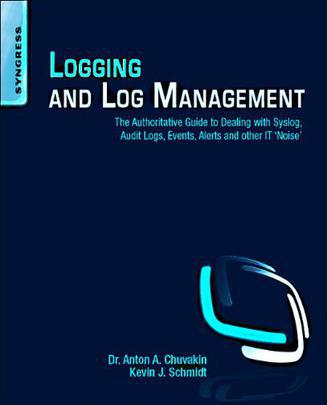 SYNGRESS
LOGGING
AND LOG MANAGEMENT
The Authoritative Guide to Dealing with Syslog,
Audit Logs, Events, Alerts and other IT ‘Noise’
Dr. Anton A. Chuvakin
Kevin J. Schmidt